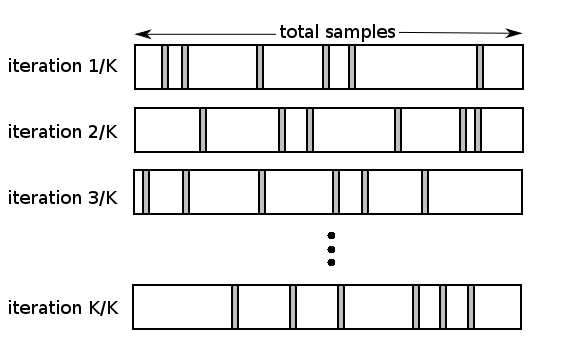 total samples
iteration 1/K
iteration 2/K
iteration 3/K
iteration K/K